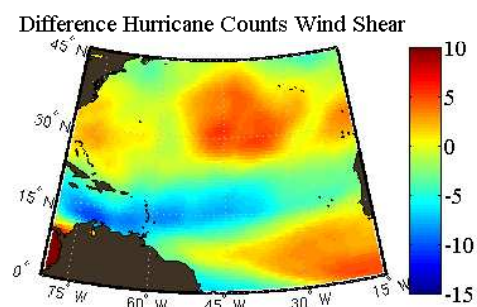 Difference Hurricane Counts Wind Shear
45° N
30° N
15° N
0°
75° W
60° W
45° W
30° W
15° W
10
5
0
-5
-10
-15